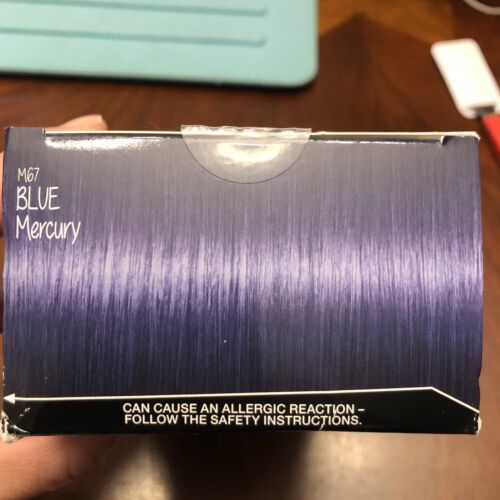 M67
BLUE
Mercury
CAN CAUSE AN ALLERGIC REACTION –
FOLLOW THE SAFETY INSTRUCTIONS.